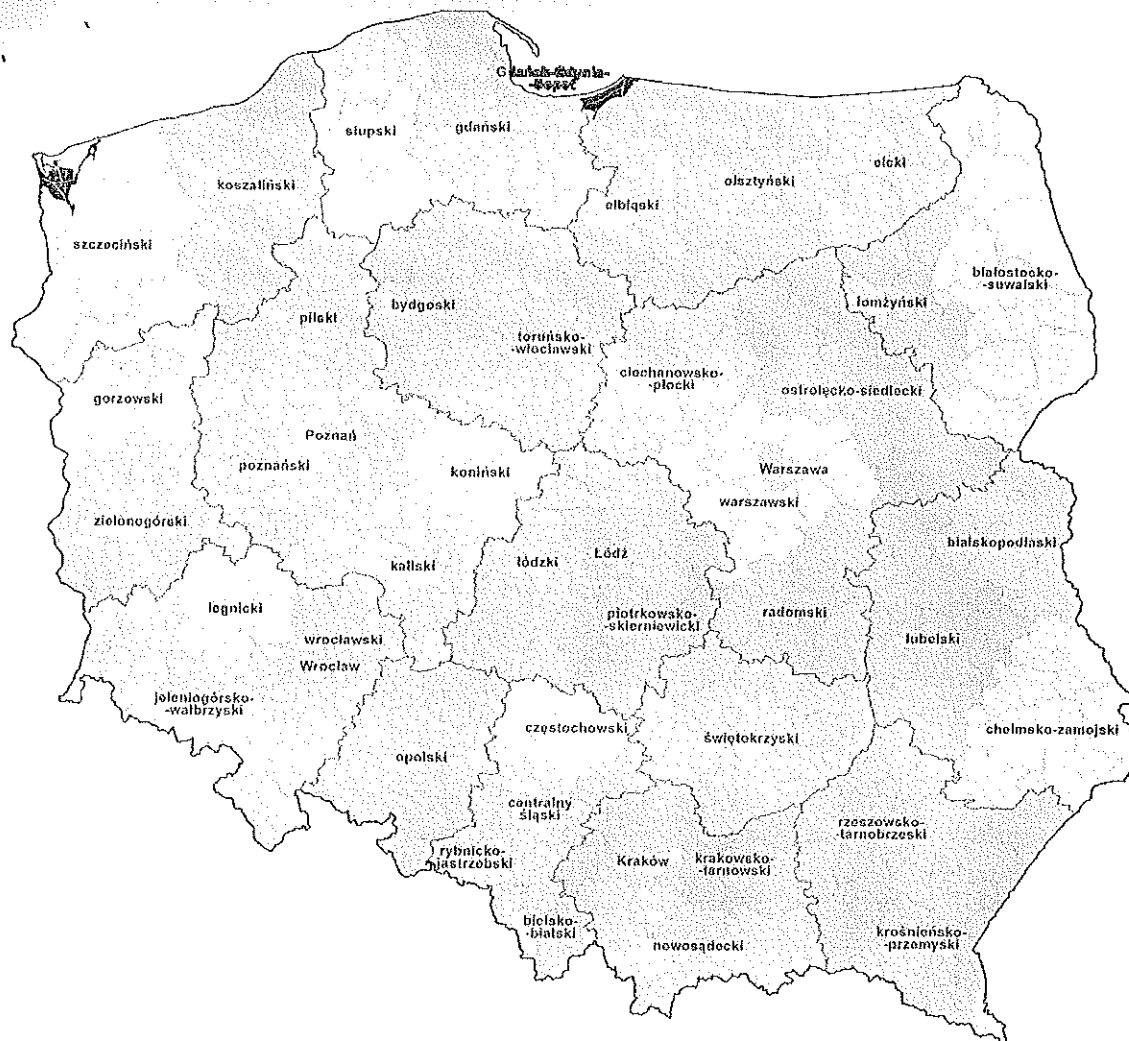 Gdańsk-Gdynia-
-Sopot
słupski
gdański
ełcki
olsztyński
koszaliński
elbląski
szczeciński
białostocko-
-suwalski
łomżyński
bydgoski
pilski
toruńsko-
-włocławski
ciechanowsko-
-płocki
ostrołęcko-siedlecki
gorzowski
Poznań
poznański
koniński
Warszawa
warszawski
zielonogórski
białskopodlaski
łódzki
Łódź
kaliski
legnicki
piotrkowsko-
-skierniewicki
radomski
wrocławski
Wrocław
lubelski
jeleniogórsko-
-wałbrzyski
częstochowski
świętokrzyski
chełmsko-zamojski
opolski
centralny
śląski
rzeszowsko-
-tarnobrzeski
rybnicko-
-jastrzębski
Kraków
krakowsko-
-tarnowski
bielsko-
-bialski
nowosądecki
krośnieńsko-
-przemyski